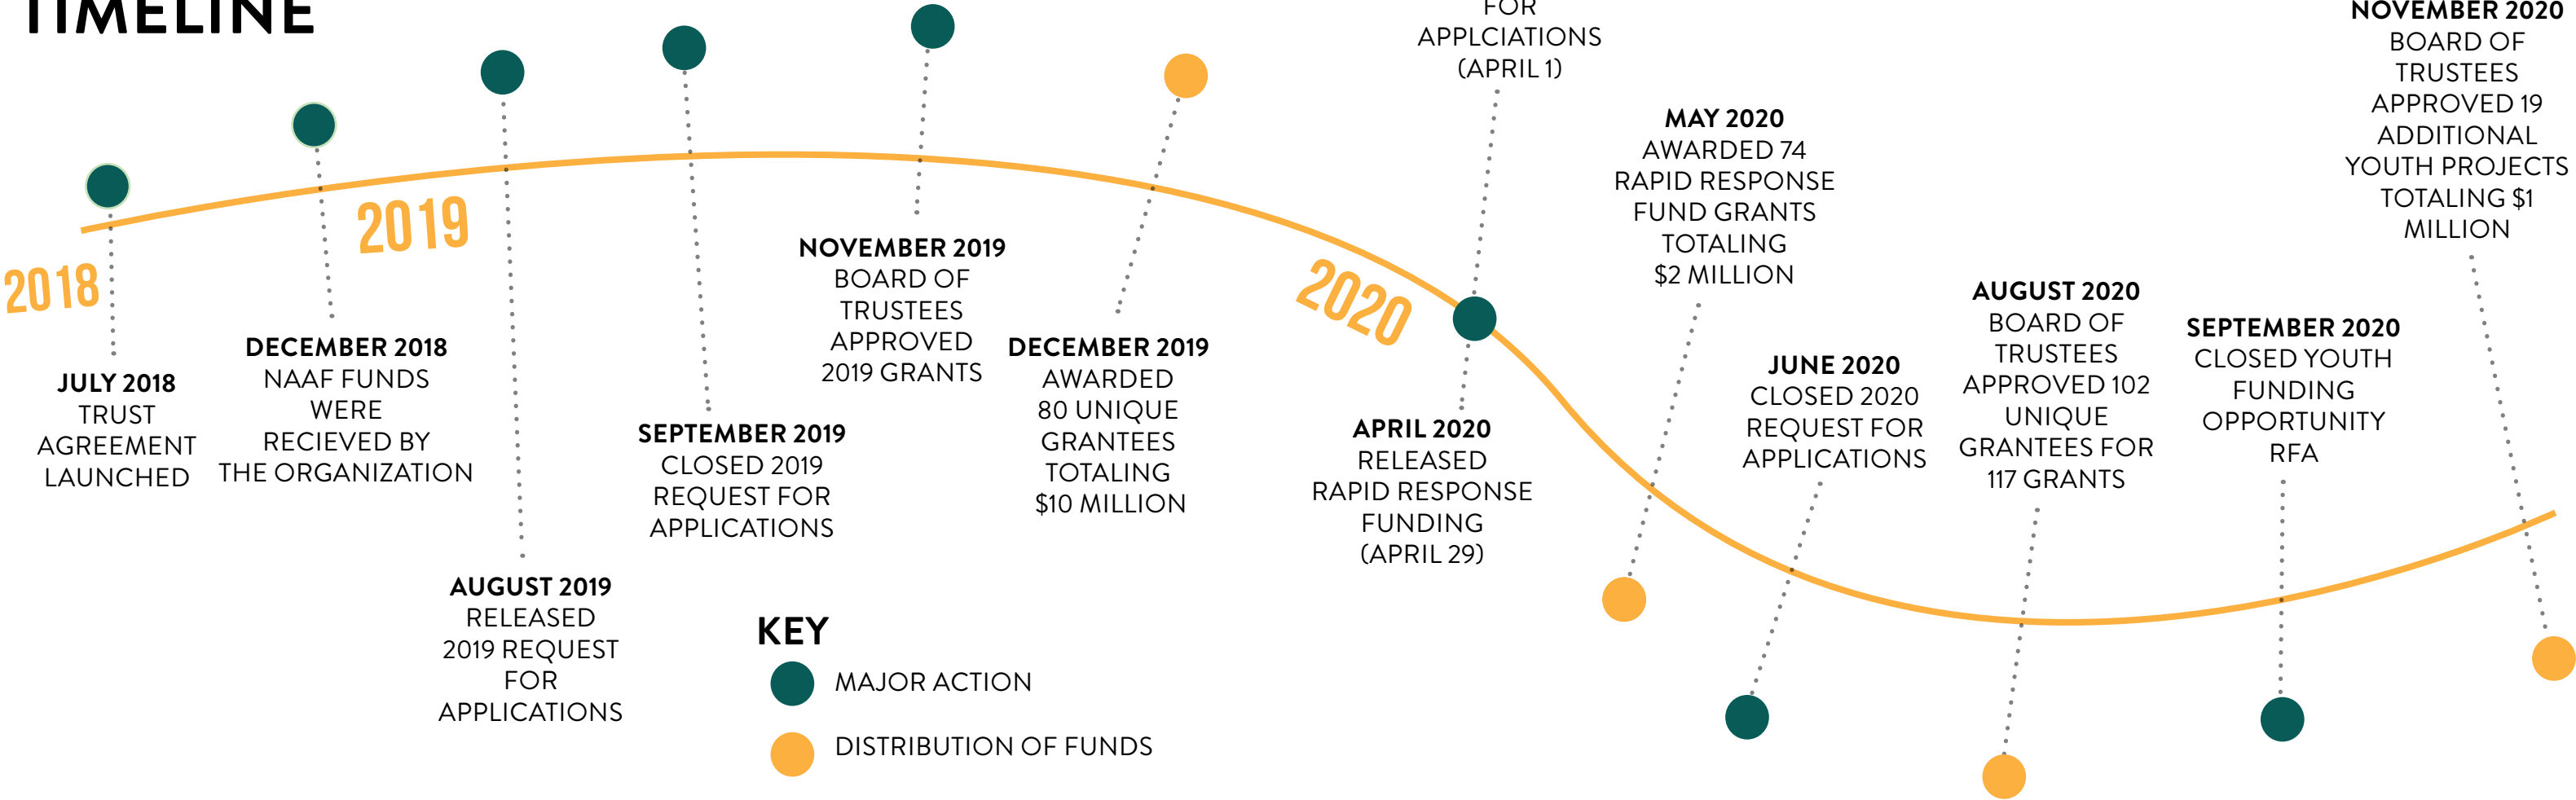 TIMELINE
2018
2019
2020
JULY 2018
TRUST
AGREEMENT
LAUNCHED
DECEMBER 2018
NAAF FUNDS
WERE
RECIEVED BY
THE ORGANIZATION
AUGUST 2019
RELEASED
2019 REQUEST
FOR
APPLICATIONS
SEPTEMBER 2019
CLOSED 2019
REQUEST FOR
APPLICATIONS
NOVEMBER 2019
BOARD OF
TRUSTEES
APPROVED
2019 GRANTS
DECEMBER 2019
AWARDED
80 UNIQUE
GRANTEES
TOTALING
$10 MILLION
FOR
APPLCIATIONS
(APRIL 1)
APRIL 2020
RELEASED
RAPID RESPONSE
FUNDING
(APRIL 29)
MAY 2020
AWARDED 74
RAPID RESPONSE
FUND GRANTS
TOTALING
$2 MILLION
JUNE 2020
CLOSED 2020
REQUEST FOR
APPLICATIONS
AUGUST 2020
BOARD OF
TRUSTEES
APPROVED 102
UNIQUE
GRANTEES FOR
117 GRANTS
SEPTEMBER 2020
CLOSED YOUTH
FUNDING
OPPORTUNITY
RFA
NOVEMBER 2020
BOARD OF
TRUSTEES
APPROVED 19
ADDITIONAL
YOUTH PROJECTS
TOTALING $1
MILLION
KEY
MAJOR ACTION
DISTRIBUTION OF FUNDS